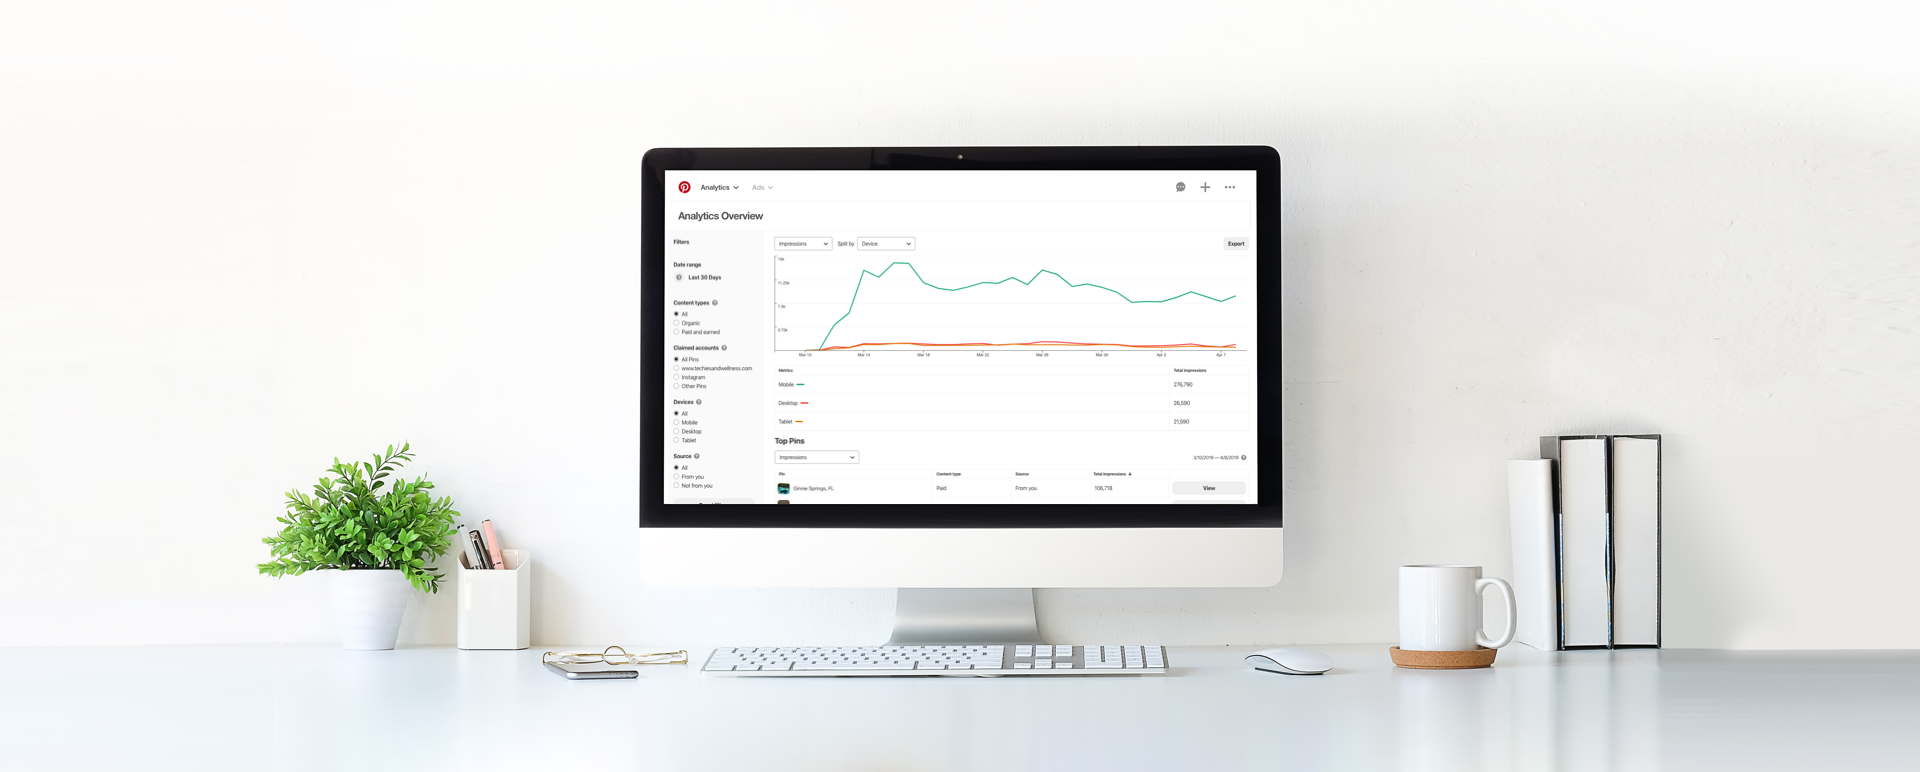 Analytics Ads
Analytics Overview
Filters
Date range
Last 30 Days
Content types
All
Organic
Paid and earned
Claimed accounts
All Pins
www.techiesandwellness.com
Instagram
Other Pins
Devices
All
Mobile
Desktop
Tablet
Source
All
From you
Not from you
Impressions Split by Device Export
15k
11.25k
7.5k
3.75k
Mar 10 Mar 14 Mar 18 Mar 22 Mar 26 Mar 30 Apr 3 Apr 7
Metrics Total impressions
Mobile 276,790
Desktop 26,590
Tablet 21,590
Top Pins
Impressions 3/10/2019 — 4/8/2019
Pin Content type Source Total impressions
Ginnie Springs, FL Paid From you 106,718 View